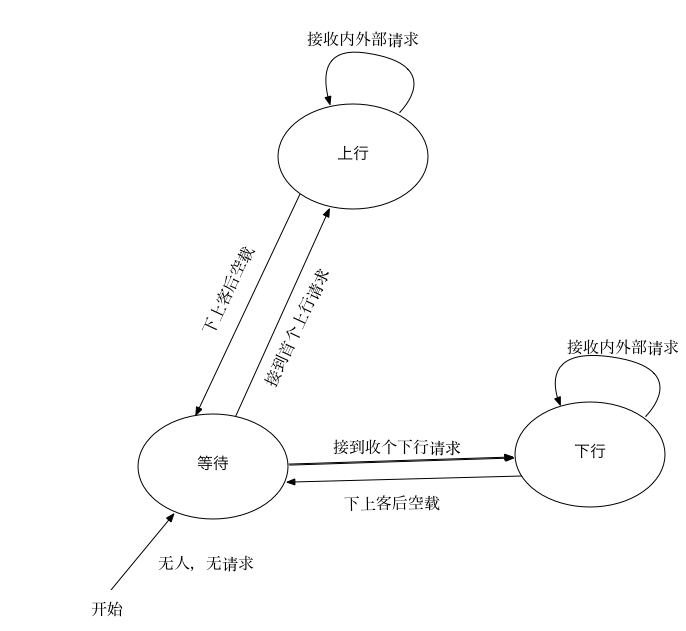 接收内外部请求
上行
下上客后空载
接到首个上行请求
接收内外部请求
下行
等待
接到收个下行请求
下上客后空载
无人，无请求
开始